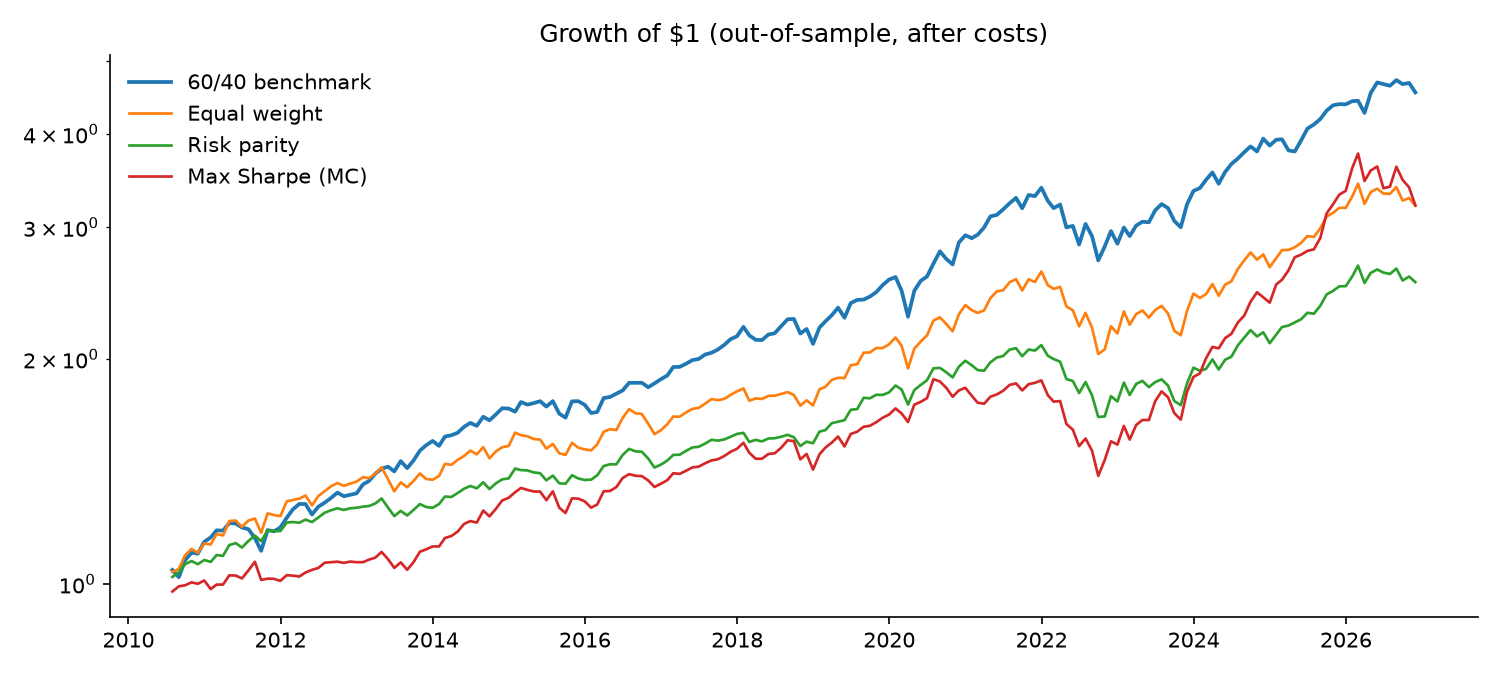 Growth of $1 (out-of-sample, after costs)
60/40 benchmark
Equal weight
Risk parity
Max Sharpe (MC)
4 × 10⁰
3 × 10⁰
2 × 10⁰
10⁰
2010 2012 2014 2016 2018 2020 2022 2024 2026